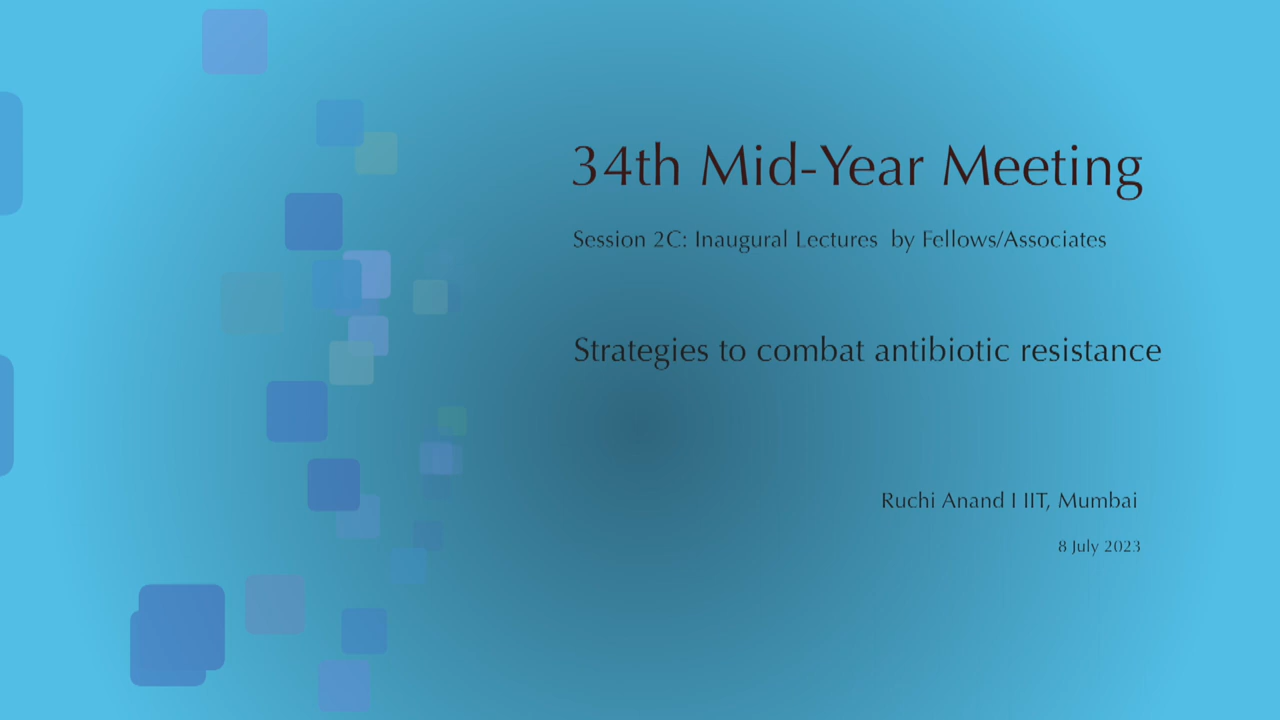 34th Mid-Year Meeting
Session 2C: Inaugural Lectures by Fellows/Associates
Strategies to combat antibiotic resistance
Ruchi Anand I IIT, Mumbai
8 July 2023